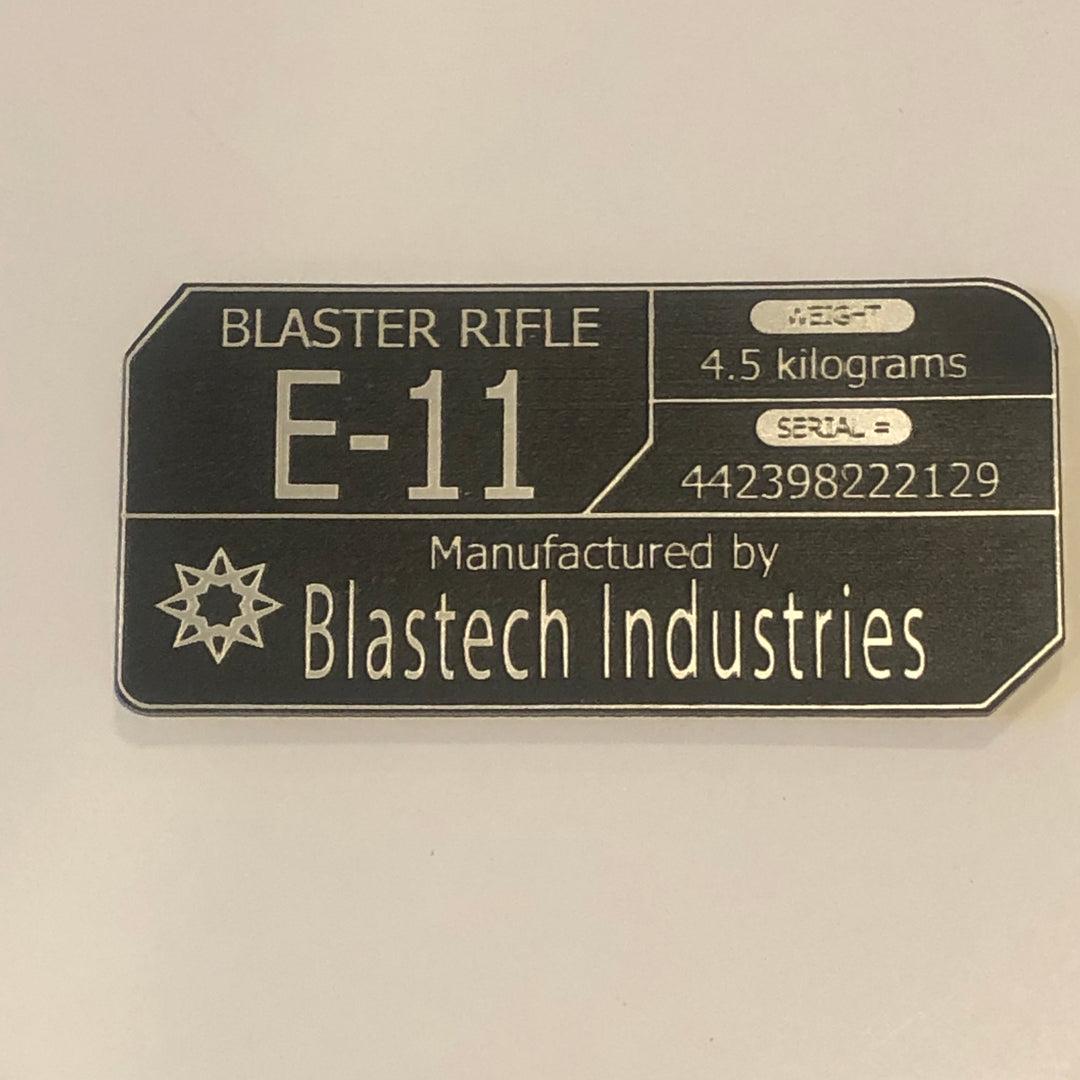 BLASTER RIFLE
E-11
WEIGHT
4.5 kilograms
SERIAL =
442398222129
Manufactured by
Blastech Industries